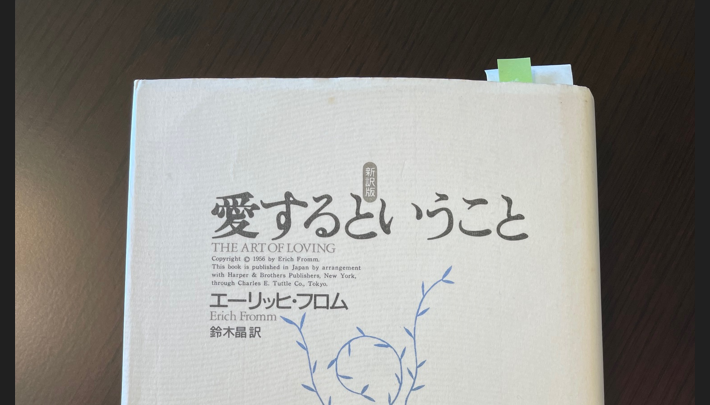 新訳版
愛するということ
THE ART OF LOVING
Copyright © 1956 by Erich Fromm.
This book is published in Japan by arrangement
with Harper & Brothers Publishers, New York,
through Charles E. Tuttle Co., Tokyo.
エーリッヒ・フロム
Erich Fromm
鈴木晶訳